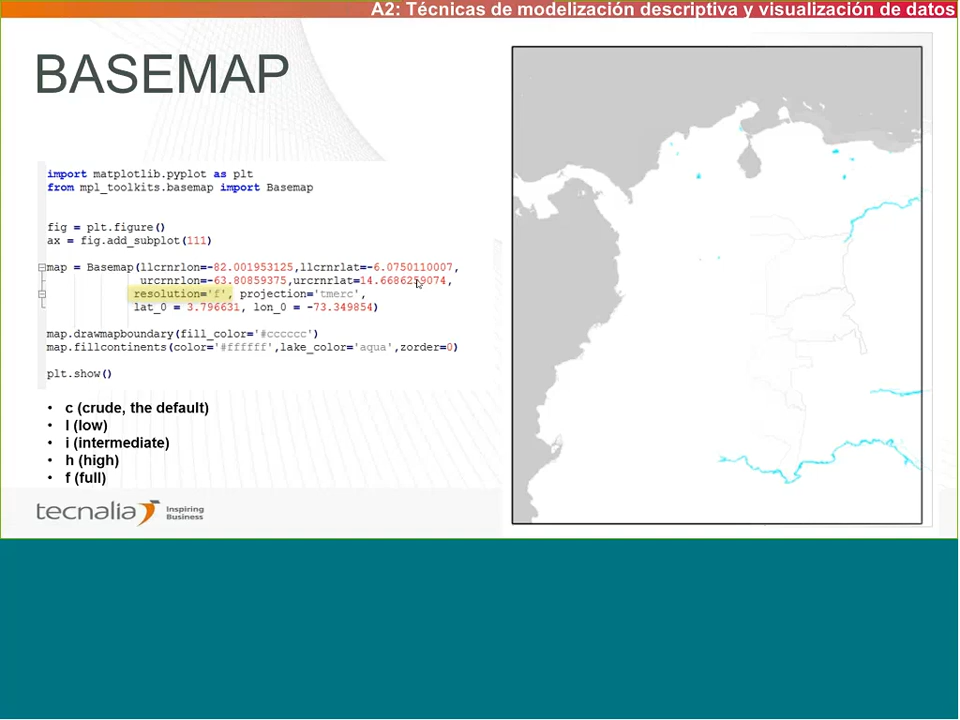 A2: Técnicas de modelización descriptiva y visualización de datos
BASEMAP
import matplotlib.pyplot as plt
from mpl_toolkits.basemap import Basemap
fig = plt.figure()
ax = fig.add_subplot(111)
map = Basemap(llcrnrlon=-82.001953125,llcrnrlat=-6.0750110007,
urcrnrlon=-63.80859375,urcrnrlat=14.6686259074,
resolution='f', projection='tmerc',
lat_0 = 3.796631, lon_0 = -73.349854)
map.drawmapboundary(fill_color='#cccccc')
map.fillcontinents(color='#ffffff',lake_color='aqua',zorder=0)
plt.show()
• c (crude, the default)
• l (low)
• i (intermediate)
• h (high)
• f (full)
tecnalia Inspiring
Business